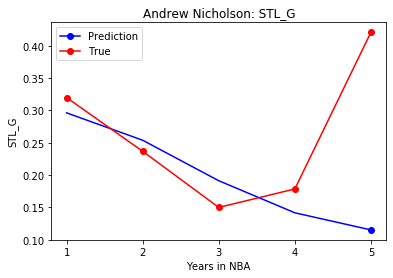 Andrew Nicholson: STL_G
Prediction
True
0.40
0.35
0.30
0.25
0.20
0.15
0.10
STL_G
1
2
3
4
5
Years in NBA